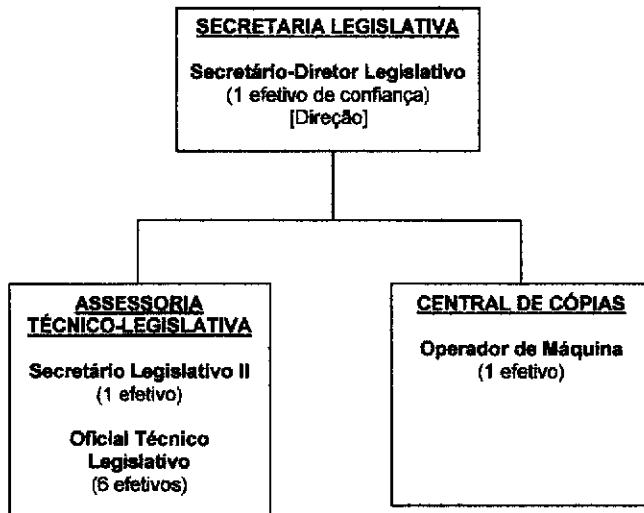 SECRETARIA LEGISLATIVA
Secretário-Diretor Legislativo
(1 efetivo de confiança)
[Direção]
ASSESSORIA
TÉCNICO-LEGISLATIVA
Secretário Legislativo II
(1 efetivo)
Oficial Técnico
Legislativo
(6 efetivos)
CENTRAL DE CÓPIAS
Operador de Máquina
(1 efetivo)